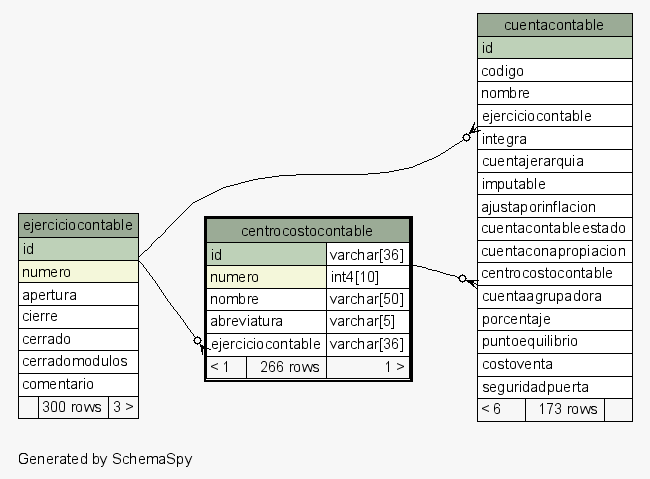 cuentacontable
id
codigo
nombre
ejerciciocontable
integra
cuentajerarquia
imputable
ajustaporinflacion
cuentacontableestado
cuentaconapropiacion
centrocostocontable
cuentaagrupadora
porcentaje
puntoequilibrio
costoventa
seguridadpuerta
< 6 173 rows
ejerciciocontable
id
numero
apertura
cierre
cerrado
cerradomodulos
comentario
300 rows 3 >
centrocostocontable
id varchar[36]
numero int4[10]
nombre varchar[50]
abreviatura varchar[5]
ejerciciocontable varchar[36]
< 1 266 rows 1 >
Generated by SchemaSpy